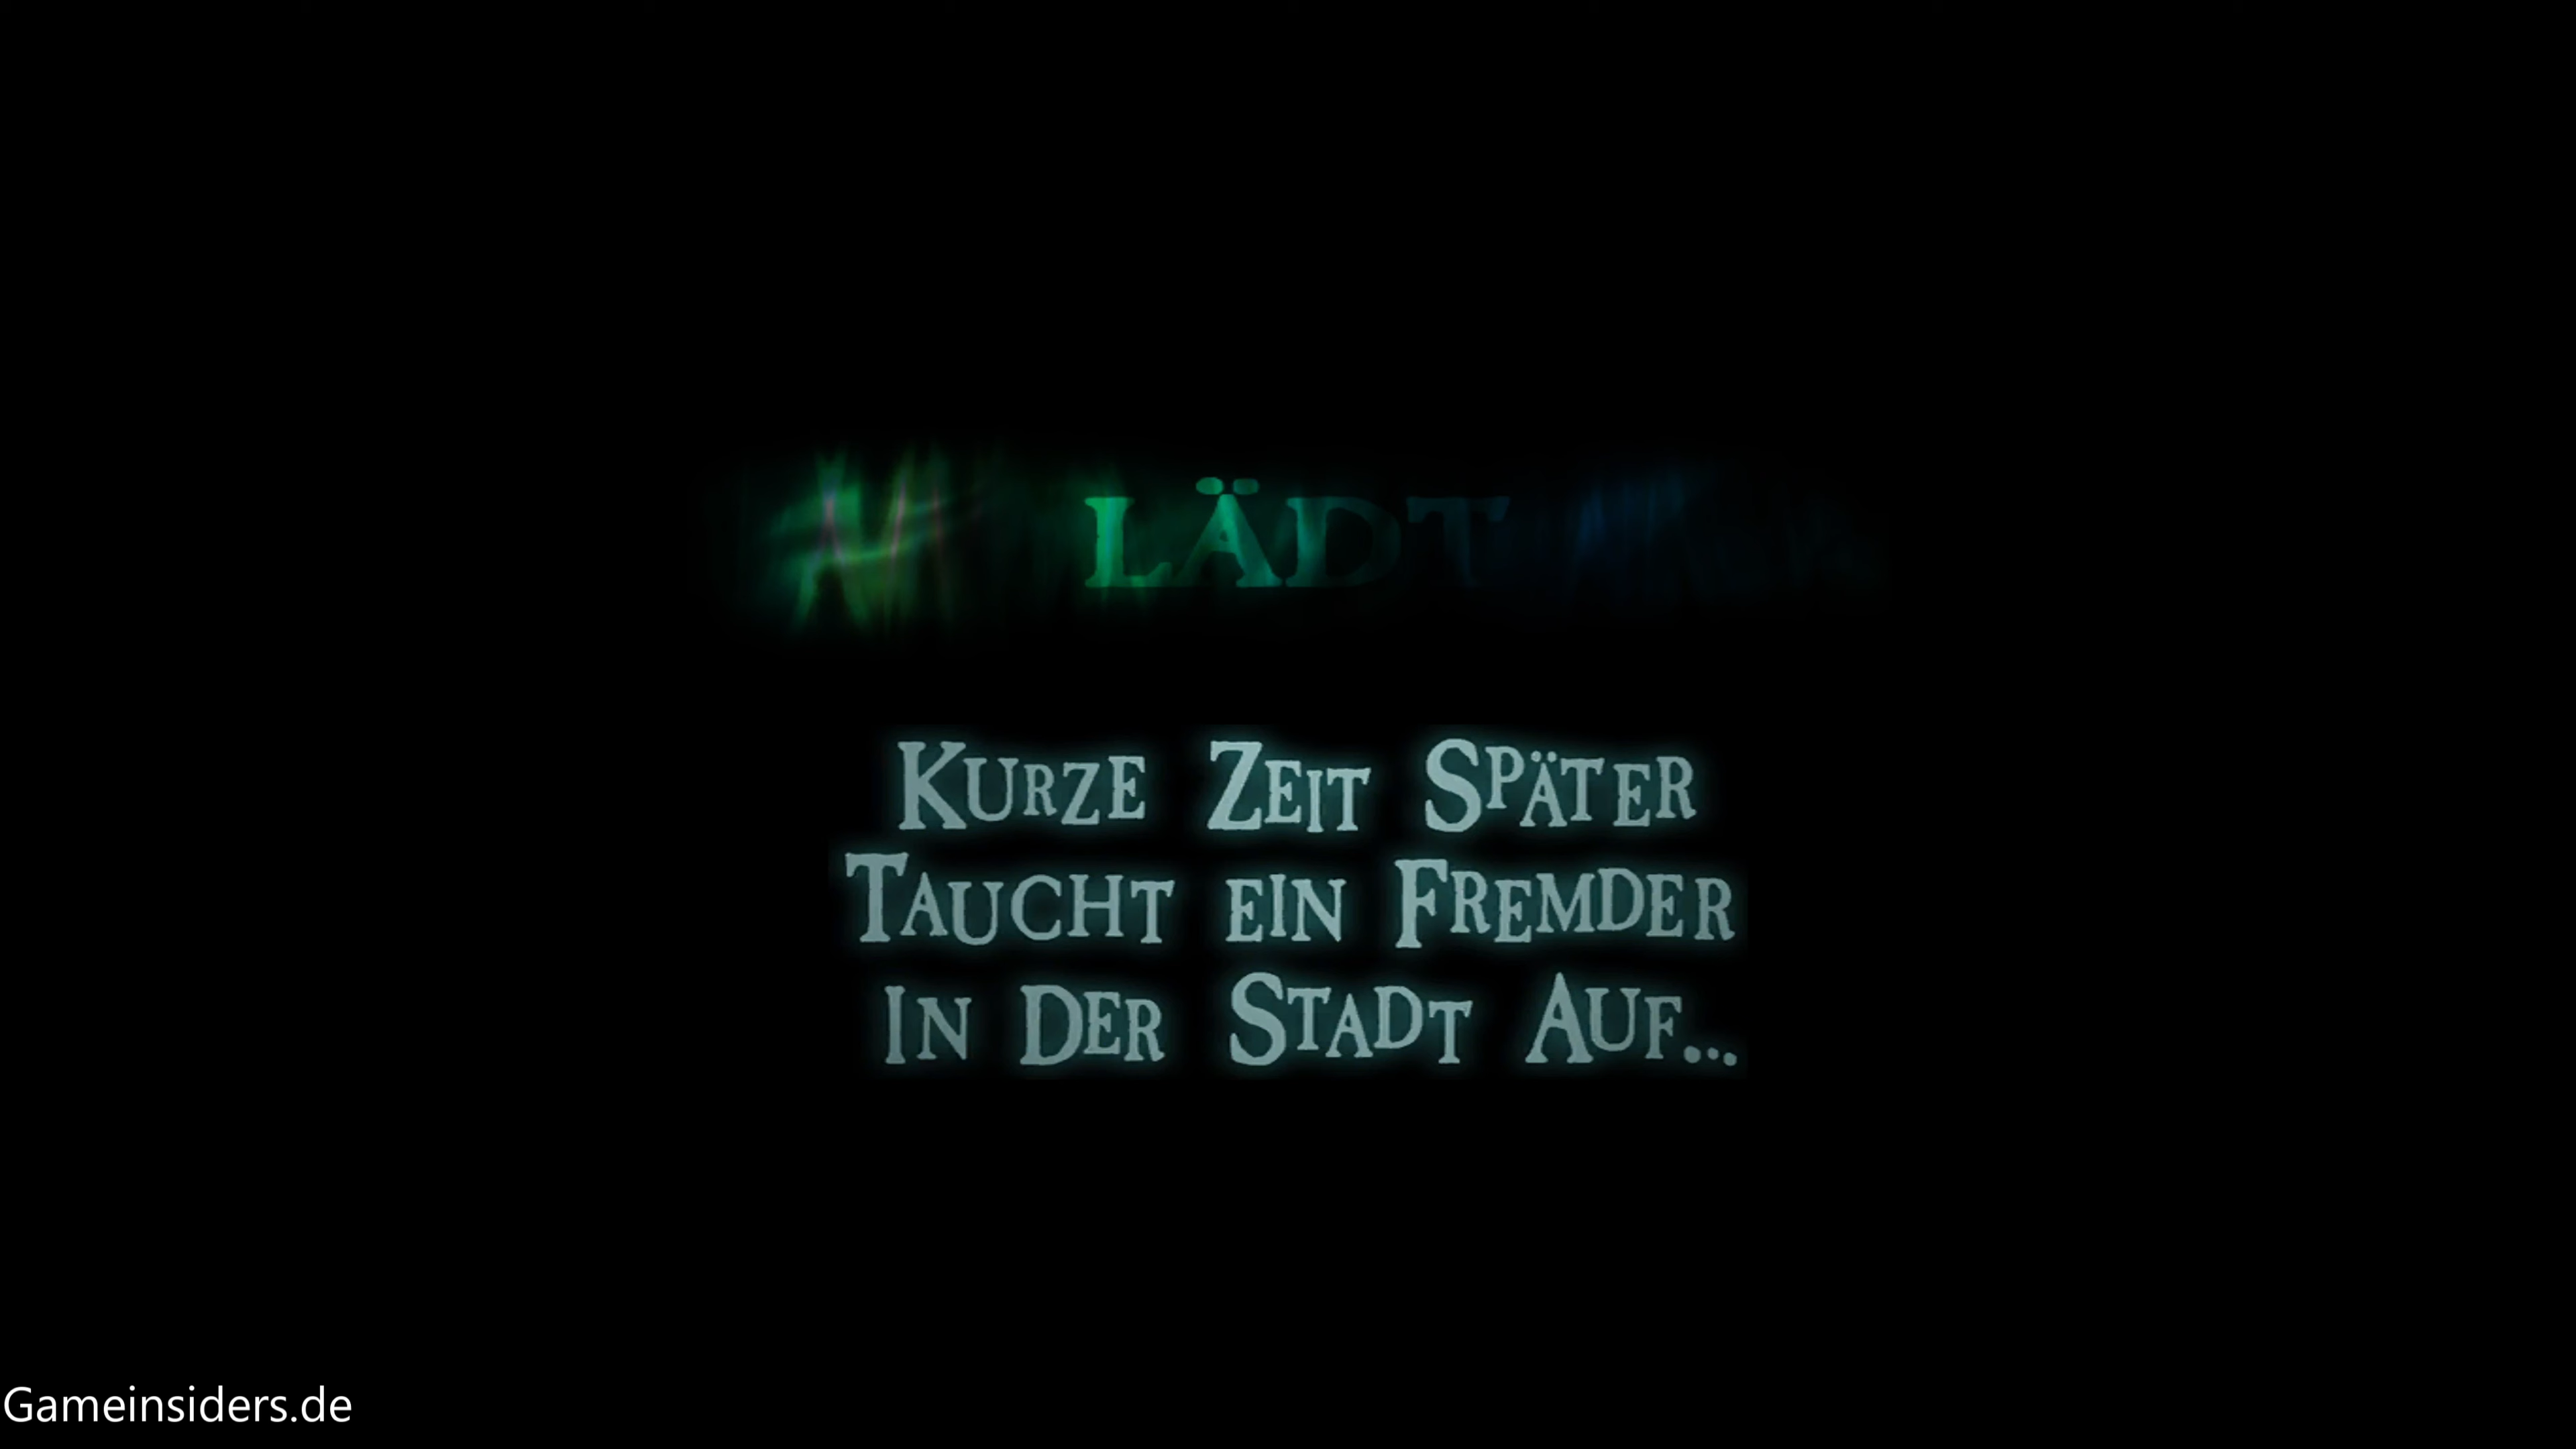 LÄDT
KURZE ZEIT SPÄTER
TAUCHT EIN FREMDER
IN DER STADT AUF...
Gameinsiders.de